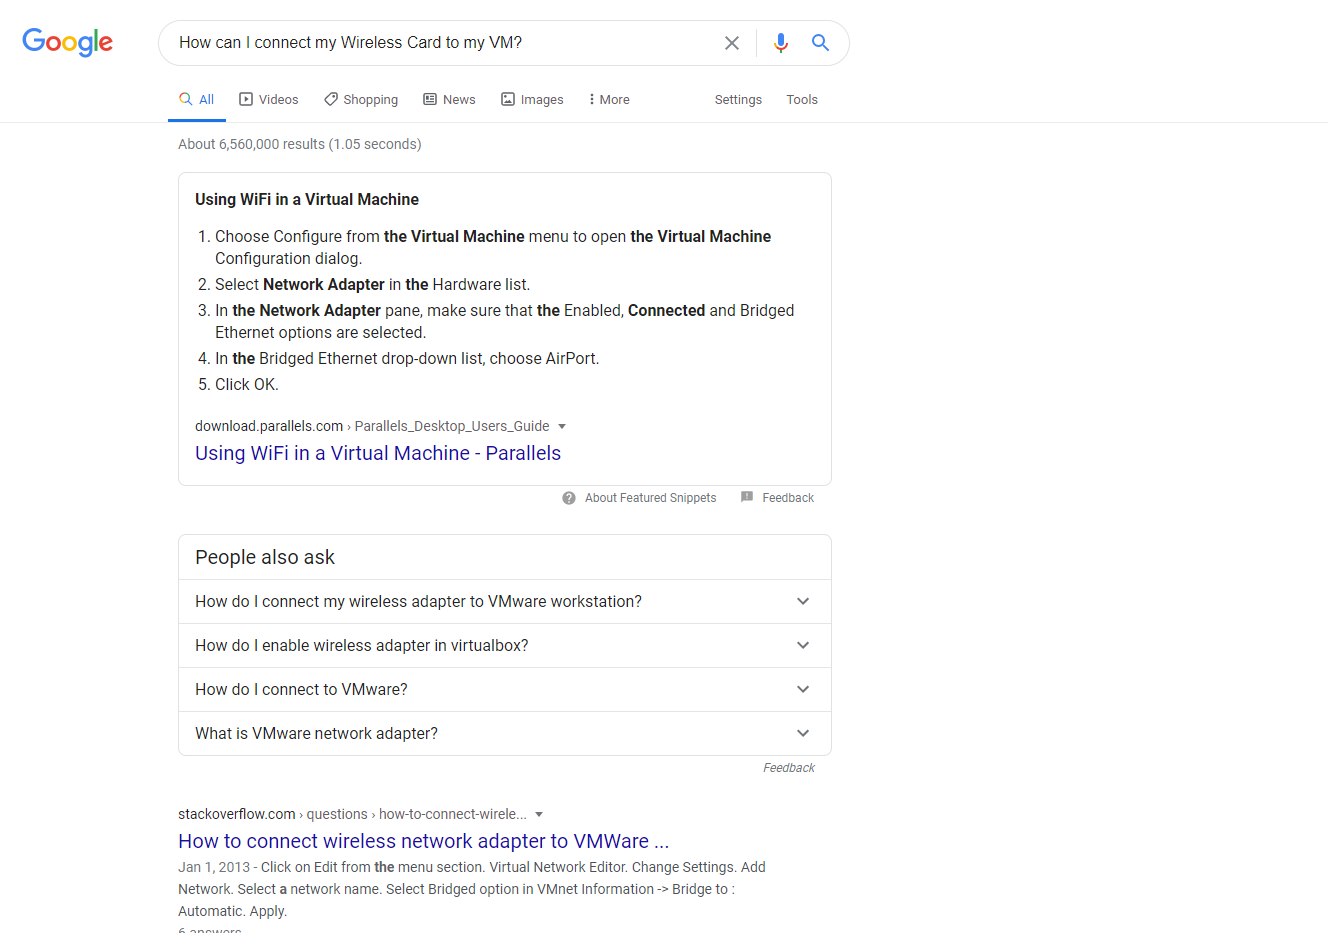 Google
How can I connect my Wireless Card to my VM?
All Videos Shopping News Images More Settings Tools
About 6,560,000 results (1.05 seconds)
Using WiFi in a Virtual Machine
1. Choose Configure from the Virtual Machine menu to open the Virtual Machine
Configuration dialog.
2. Select Network Adapter in the Hardware list.
3. In the Network Adapter pane, make sure that the Enabled, Connected and Bridged
Ethernet options are selected.
4. In the Bridged Ethernet drop-down list, choose AirPort.
5. Click OK.
download.parallels.com › Parallels_Desktop_Users_Guide
Using WiFi in a Virtual Machine - Parallels
About Featured Snippets Feedback
People also ask
How do I connect my wireless adapter to VMware workstation?
How do I enable wireless adapter in virtualbox?
How do I connect to VMware?
What is VMware network adapter?
Feedback
stackoverflow.com › questions › how-to-connect-wirele...
How to connect wireless network adapter to VMWare ...
Jan 1, 2013 - Click on Edit from the menu section. Virtual Network Editor. Change Settings. Add
Network. Select a network name. Select Bridged option in VMnet Information -> Bridge to :
Automatic. Apply.
6 answers